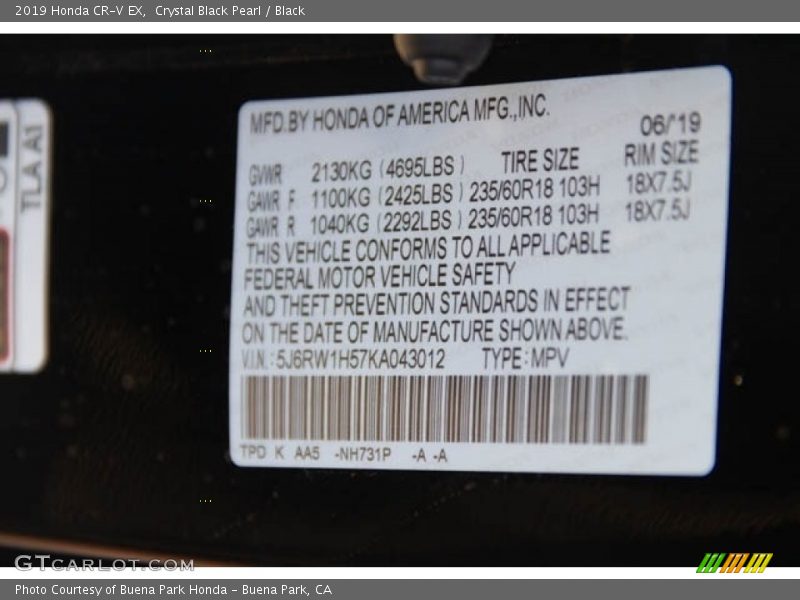 2019 Honda CR-V EX, Crystal Black Pearl / Black
TLA A1
MFD.BY HONDA OF AMERICA MFG.,INC.
06/'19
GVWR 2130KG (4695LBS) TIRE SIZE RIM SIZE
GAWR F 1100KG (2425LBS) 235/60R18 103H 18X7.5J
GAWR R 1040KG (2292LBS) 235/60R18 103H 18X7.5J
THIS VEHICLE CONFORMS TO ALL APPLICABLE
FEDERAL MOTOR VEHICLE SAFETY
AND THEFT PREVENTION STANDARDS IN EFFECT
ON THE DATE OF MANUFACTURE SHOWN ABOVE.
V.I.N.:5J6RW1H57KA043012 TYPE:MPV
TPD K AA5 -NH731P -A -A
GTCARLOT.COM
Photo Courtesy of Buena Park Honda - Buena Park, CA